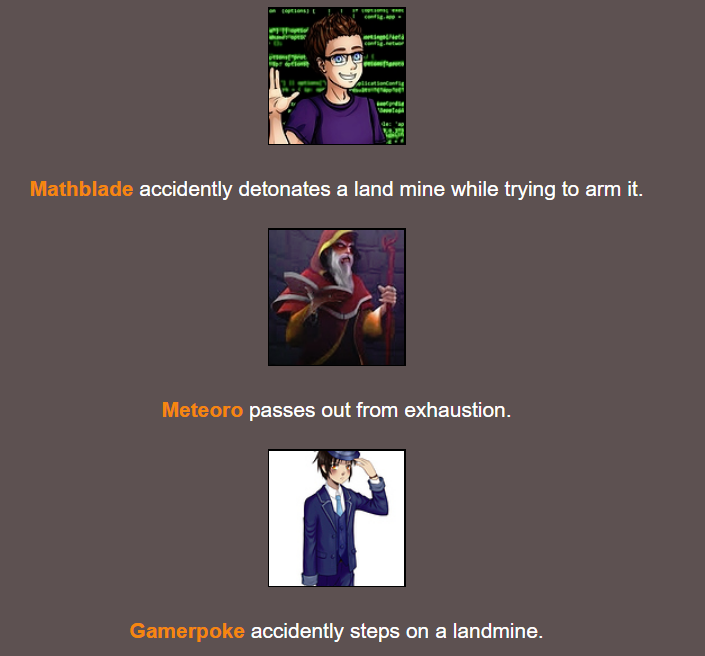 Mathblade accidently detonates a land mine while trying to arm it.
Meteoro passes out from exhaustion.
Gamerpoke accidently steps on a landmine.